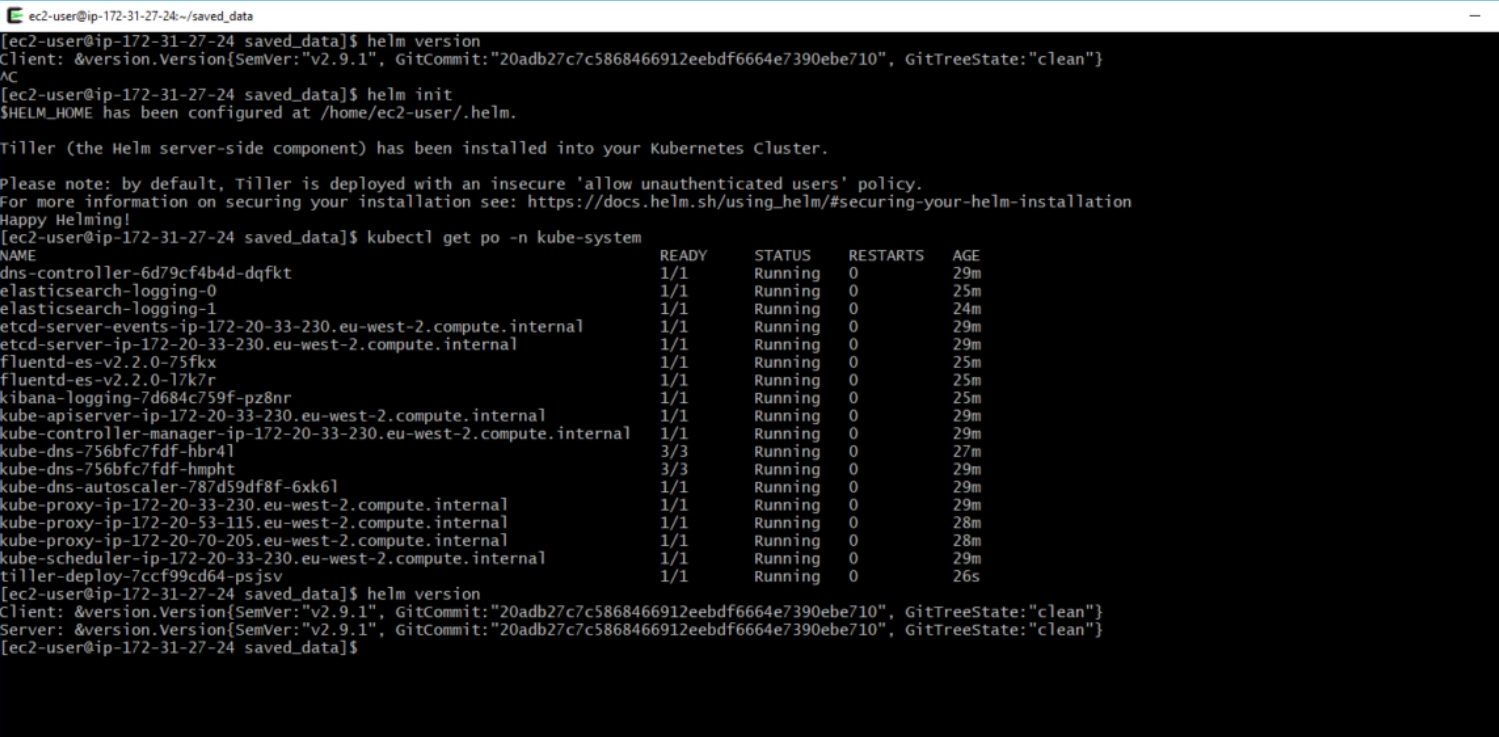 ec2-user@ip-172-31-27-24:~/saved_data
[ec2-user@ip-172-31-27-24 saved_data]$ helm version
Client: &version.Version{SemVer:"v2.9.1", GitCommit:"20adb27c7c5868466912eebdf6664e7390ebe710", GitTreeState:"clean"}
^C
[ec2-user@ip-172-31-27-24 saved_data]$ helm init
$HELM_HOME has been configured at /home/ec2-user/.helm.
Tiller (the Helm server-side component) has been installed into your Kubernetes Cluster.
Please note: by default, Tiller is deployed with an insecure 'allow unauthenticated users' policy.
For more information on securing your installation see: https://docs.helm.sh/using_helm/#securing-your-helm-installation
Happy Helming!
[ec2-user@ip-172-31-27-24 saved_data]$ kubectl get po -n kube-system
NAME READY STATUS RESTARTS AGE
dns-controller-6d79cf4b4d-dqfkt 1/1 Running 0 29m
elasticsearch-logging-0 1/1 Running 0 25m
elasticsearch-logging-1 1/1 Running 0 24m
etcd-server-events-ip-172-20-33-230.eu-west-2.compute.internal 1/1 Running 0 29m
etcd-server-ip-172-20-33-230.eu-west-2.compute.internal 1/1 Running 0 29m
fluentd-es-v2.2.0-75fkx 1/1 Running 0 25m
fluentd-es-v2.2.0-l7k7r 1/1 Running 0 25m
kibana-logging-7d684c759f-pz8nr 1/1 Running 0 25m
kube-apiserver-ip-172-20-33-230.eu-west-2.compute.internal 1/1 Running 0 29m
kube-controller-manager-ip-172-20-33-230.eu-west-2.compute.internal 1/1 Running 0 29m
kube-dns-756bfc7fdf-hbr4l 3/3 Running 0 27m
kube-dns-756bfc7fdf-hmpht 3/3 Running 0 29m
kube-dns-autoscaler-787d59df8f-6xk6l 1/1 Running 0 29m
kube-proxy-ip-172-20-33-230.eu-west-2.compute.internal 1/1 Running 0 29m
kube-proxy-ip-172-20-53-115.eu-west-2.compute.internal 1/1 Running 0 28m
kube-proxy-ip-172-20-70-205.eu-west-2.compute.internal 1/1 Running 0 28m
kube-scheduler-ip-172-20-33-230.eu-west-2.compute.internal 1/1 Running 0 29m
tiller-deploy-7ccf99cd64-psjsv 1/1 Running 0 26s
[ec2-user@ip-172-31-27-24 saved_data]$ helm version
Client: &version.Version{SemVer:"v2.9.1", GitCommit:"20adb27c7c5868466912eebdf6664e7390ebe710", GitTreeState:"clean"}
Server: &version.Version{SemVer:"v2.9.1", GitCommit:"20adb27c7c5868466912eebdf6664e7390ebe710", GitTreeState:"clean"}
[ec2-user@ip-172-31-27-24 saved_data]$